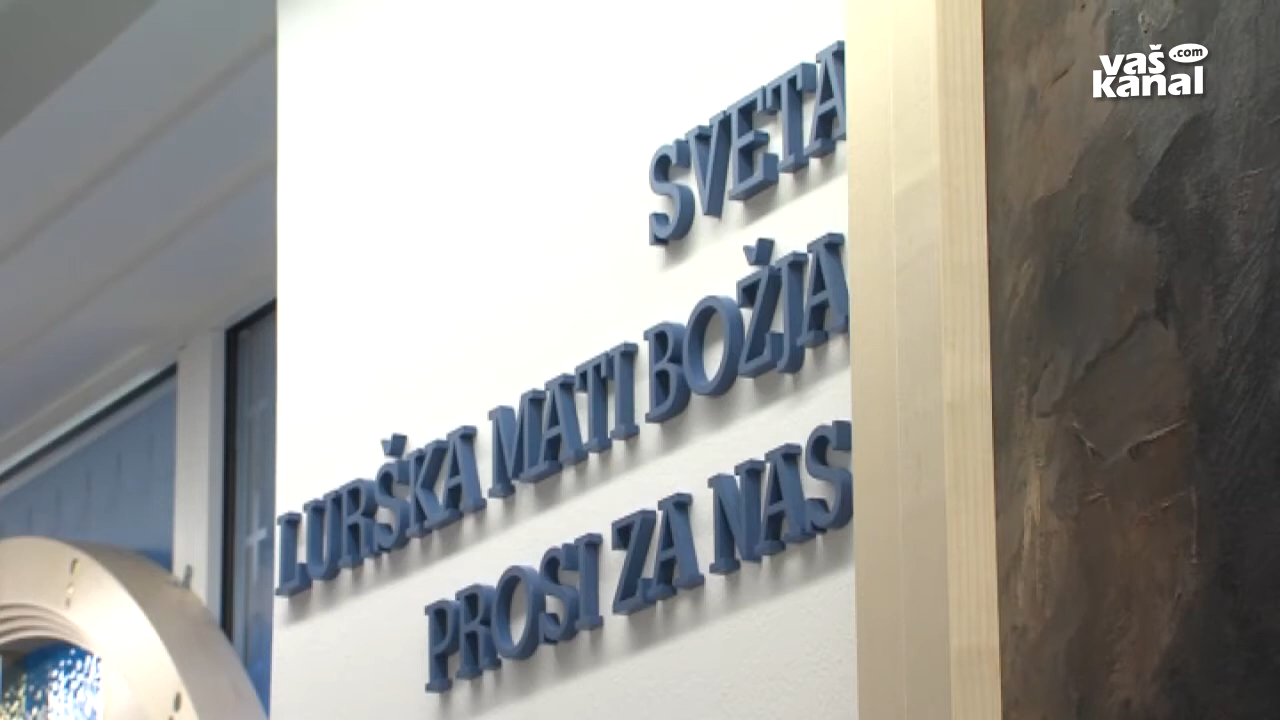 vaš .com
kanal
SVETA
LURŠKA MATI BOŽJA
PROSI ZA NAS